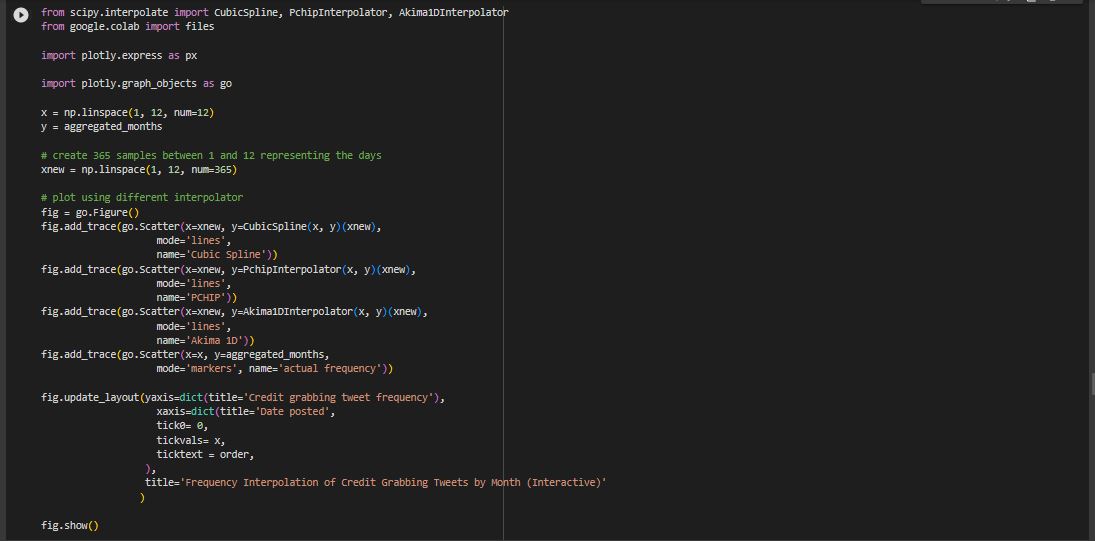 from scipy.interpolate import CubicSpline, PchipInterpolator, Akima1DInterpolator
from google.colab import files

import plotly.express as px

import plotly.graph_objects as go

x = np.linspace(1, 12, num=12)
y = aggregated_months

# create 365 samples between 1 and 12 representing the days
xnew = np.linspace(1, 12, num=365)

# plot using different interpolator
fig = go.Figure()
fig.add_trace(go.Scatter(x=xnew, y=CubicSpline(x, y)(xnew),
                    mode='lines',
                    name='Cubic Spline'))
fig.add_trace(go.Scatter(x=xnew, y=PchipInterpolator(x, y)(xnew),
                    mode='lines',
                    name='PCHIP'))
fig.add_trace(go.Scatter(x=xnew, y=Akima1DInterpolator(x, y)(xnew),
                    mode='lines',
                    name='Akima 1D'))
fig.add_trace(go.Scatter(x=x, y=aggregated_months,
                    mode='markers', name='actual frequency'))

fig.update_layout(yaxis=dict(title='Credit grabbing tweet frequency'),
                    xaxis=dict(title='Date posted',
                    tick0= 0,
                    tickvals= x,
                    ticktext = order,
                  ),
                  title='Frequency Interpolation of Credit Grabbing Tweets by Month (Interactive)'
                 )

fig.show()